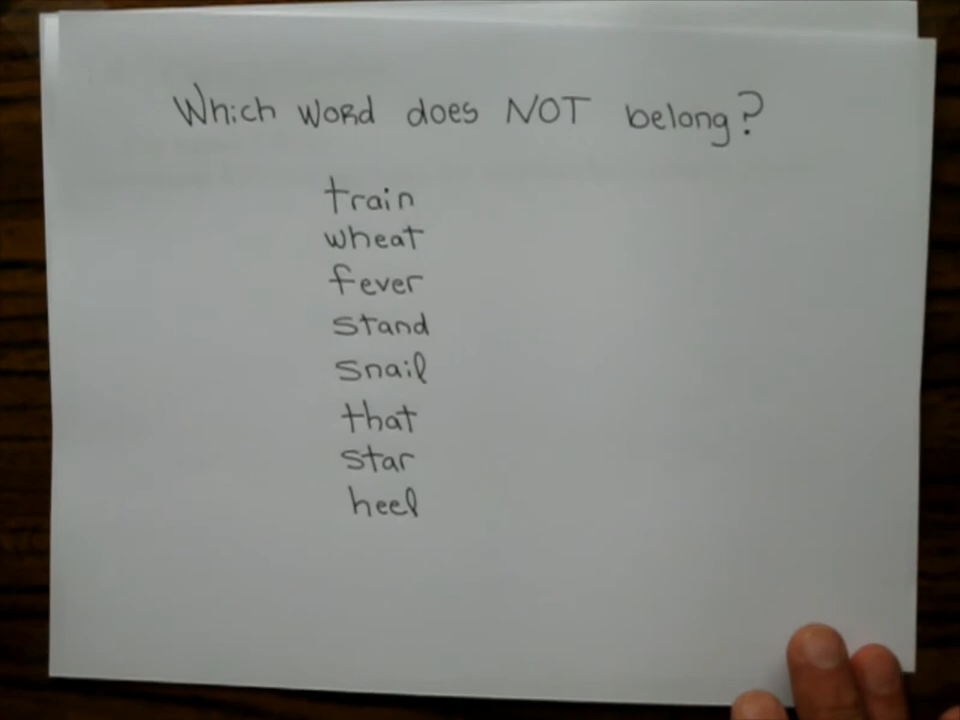 Which word does NOT belong?
train
wheat
fever
stand
snail
that
star
heel